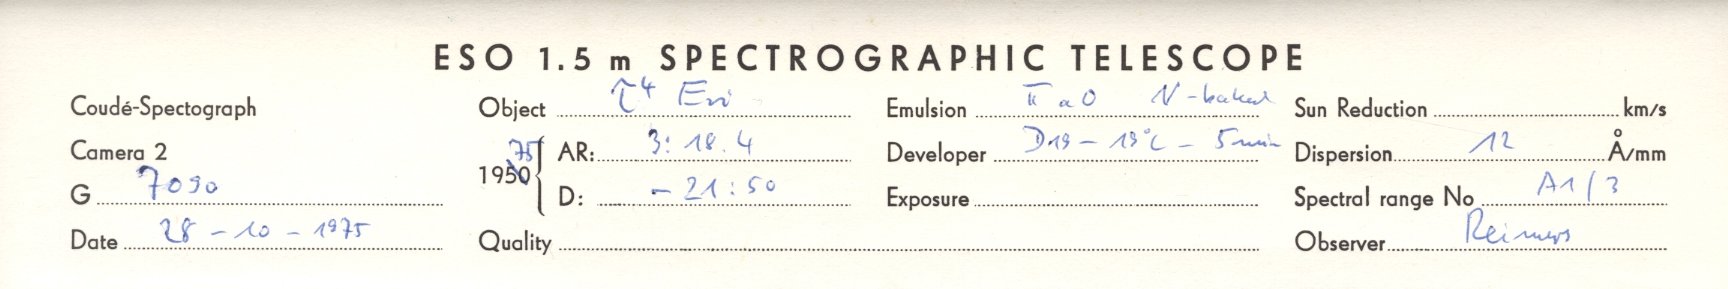 ESO 1.5 m SPECTROGRAPHIC TELESCOPE
Coudé-Spectograph Object τ⁴ Eri Emulsion II a O N-baked Sun Reduction km/s
Camera 2 1950 75 AR: 3:18.4 Developer D19 - 19°C - 5 min Dispersion 12 Å/mm
G 7090 D: - 21:50 Exposure Spectral range No A1/3
Date 28 - 10 - 1975 Quality Observer Reimers